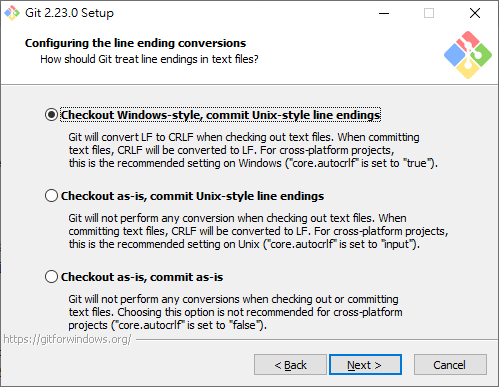 Git 2.23.0 Setup
Configuring the line ending conversions
How should Git treat line endings in text files?
Checkout Windows-style, commit Unix-style line endings
Git will convert LF to CRLF when checking out text files. When committing
text files, CRLF will be converted to LF. For cross-platform projects,
this is the recommended setting on Windows ("core.autocrlf" is set to "true").
Checkout as-is, commit Unix-style line endings
Git will not perform any conversion when checking out text files. When
committing text files, CRLF will be converted to LF. For cross-platform projects,
this is the recommended setting on Unix ("core.autocrlf" is set to "input").
Checkout as-is, commit as-is
Git will not perform any conversions when checking out or committing
text files. Choosing this option is not recommended for cross-platform
projects ("core.autocrlf" is set to "false").
https://gitforwindows.org/
< Back
Next >
Cancel